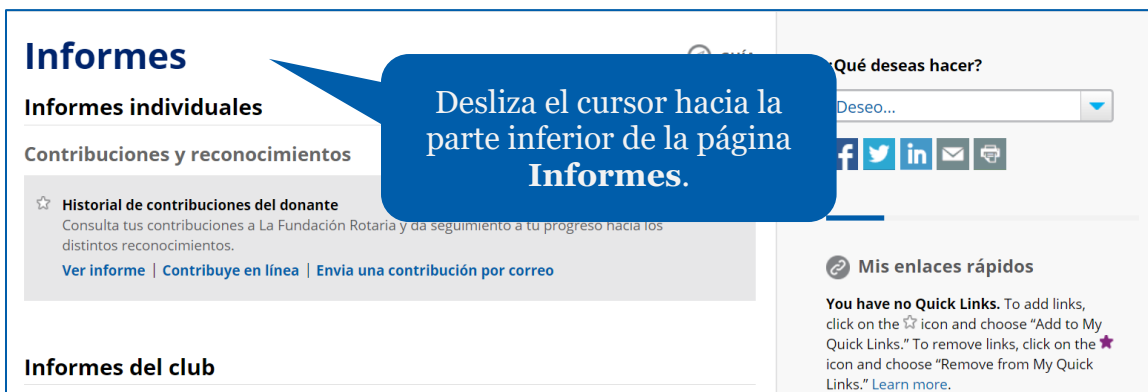 Informes
Informes individuales
Contribuciones y reconocimientos
Historial de contribuciones del donante
Consulta tus contribuciones a La Fundación Rotaria y da seguimiento a tu progreso hacia los
distintos reconocimientos.
Ver informe | Contribuye en línea | Envia una contribución por correo
Informes del club
Desliza el cursor hacia la
parte inferior de la página
Informes.
Qué deseas hacer?
Deseo...
Mis enlaces rápidos
You have no Quick Links. To add links,
click on the icon and choose “Add to My
Quick Links.” To remove links, click on the
icon and choose “Remove from My Quick
Links.” Learn more.